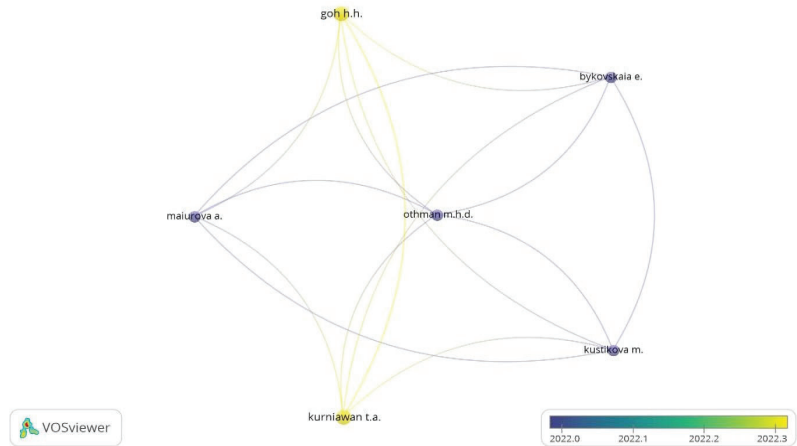 goh h.h.
bykovskaia e.
maiurova a.
othman m.h.d.
kustikova m.
kurniawan t.a.
VOSviewer
2022.0 2022.1 2022.2 2022.3